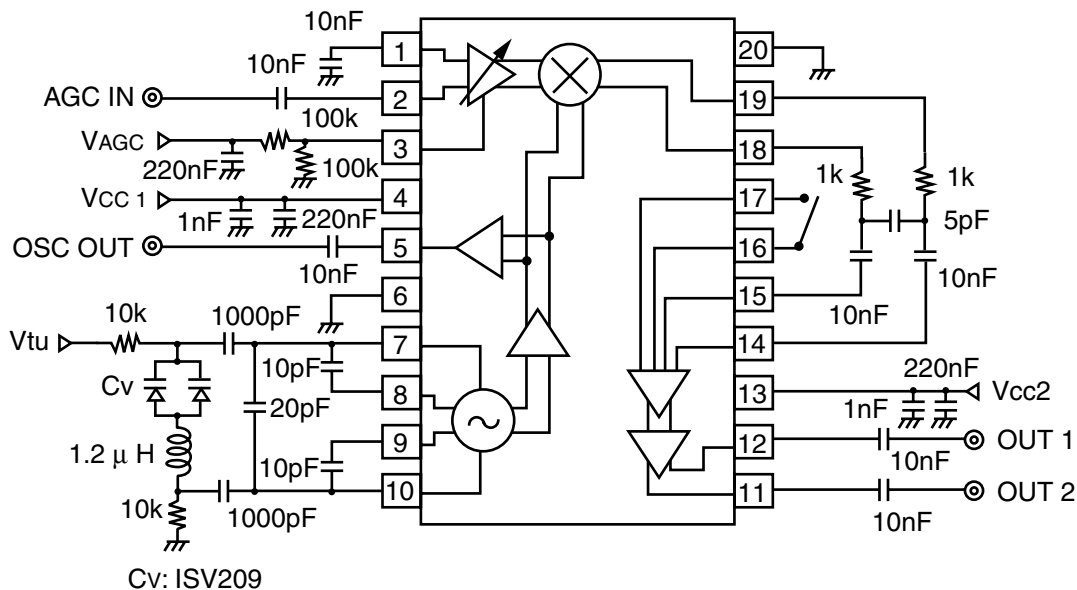 10nF
1
20
10nF
AGC IN
2
19
100k
VAGC
3
18
220nF
100k
1k
1k
VCC 1
4
17
1nF
220nF
5pF
OSC OUT
5
16
10nF
10nF
6
15
10nF
10k
1000pF
Vtu
7
14
10pF
220nF
Cv
8
13
Vcc2
20pF
1nF
9
12
OUT 1
1.2 µ H
10pF
10nF
10
11
OUT 2
10k
1000pF
10nF
Cv: ISV209